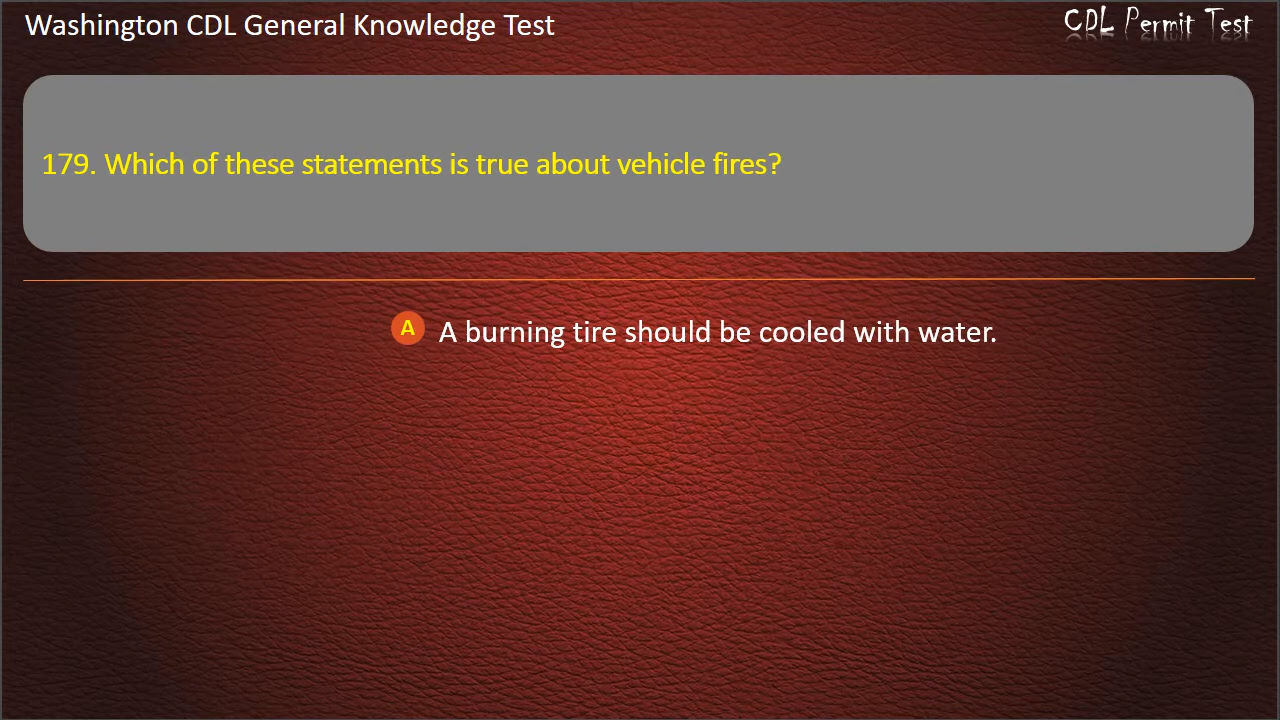 Washington CDL General Knowledge Test
CDL Permit Test
179. Which of these statements is true about vehicle fires?
A A burning tire should be cooled with water.